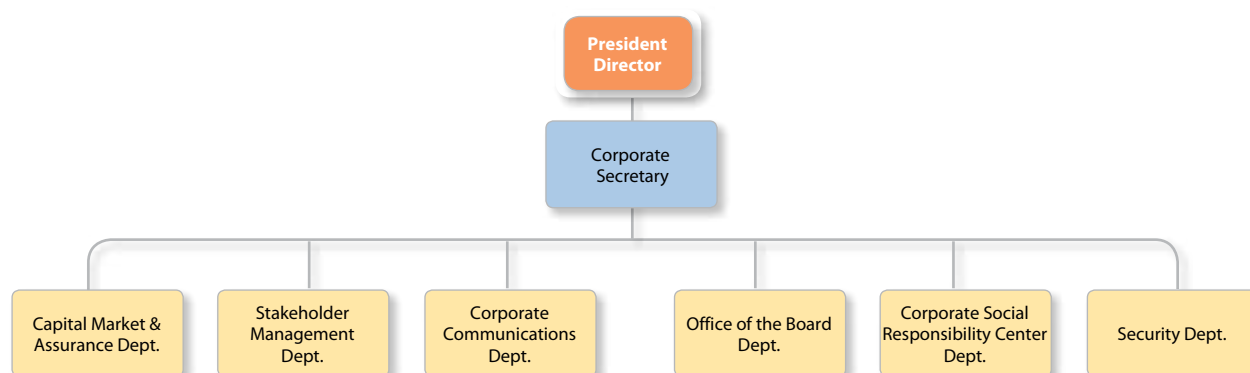 President
Director
Corporate
Secretary
Capital Market &
Assurance Dept.
Stakeholder
Management
Dept.
Corporate
Communications
Dept.
Office of the Board
Dept.
Corporate Social
Responsibility Center
Dept.
Security Dept.